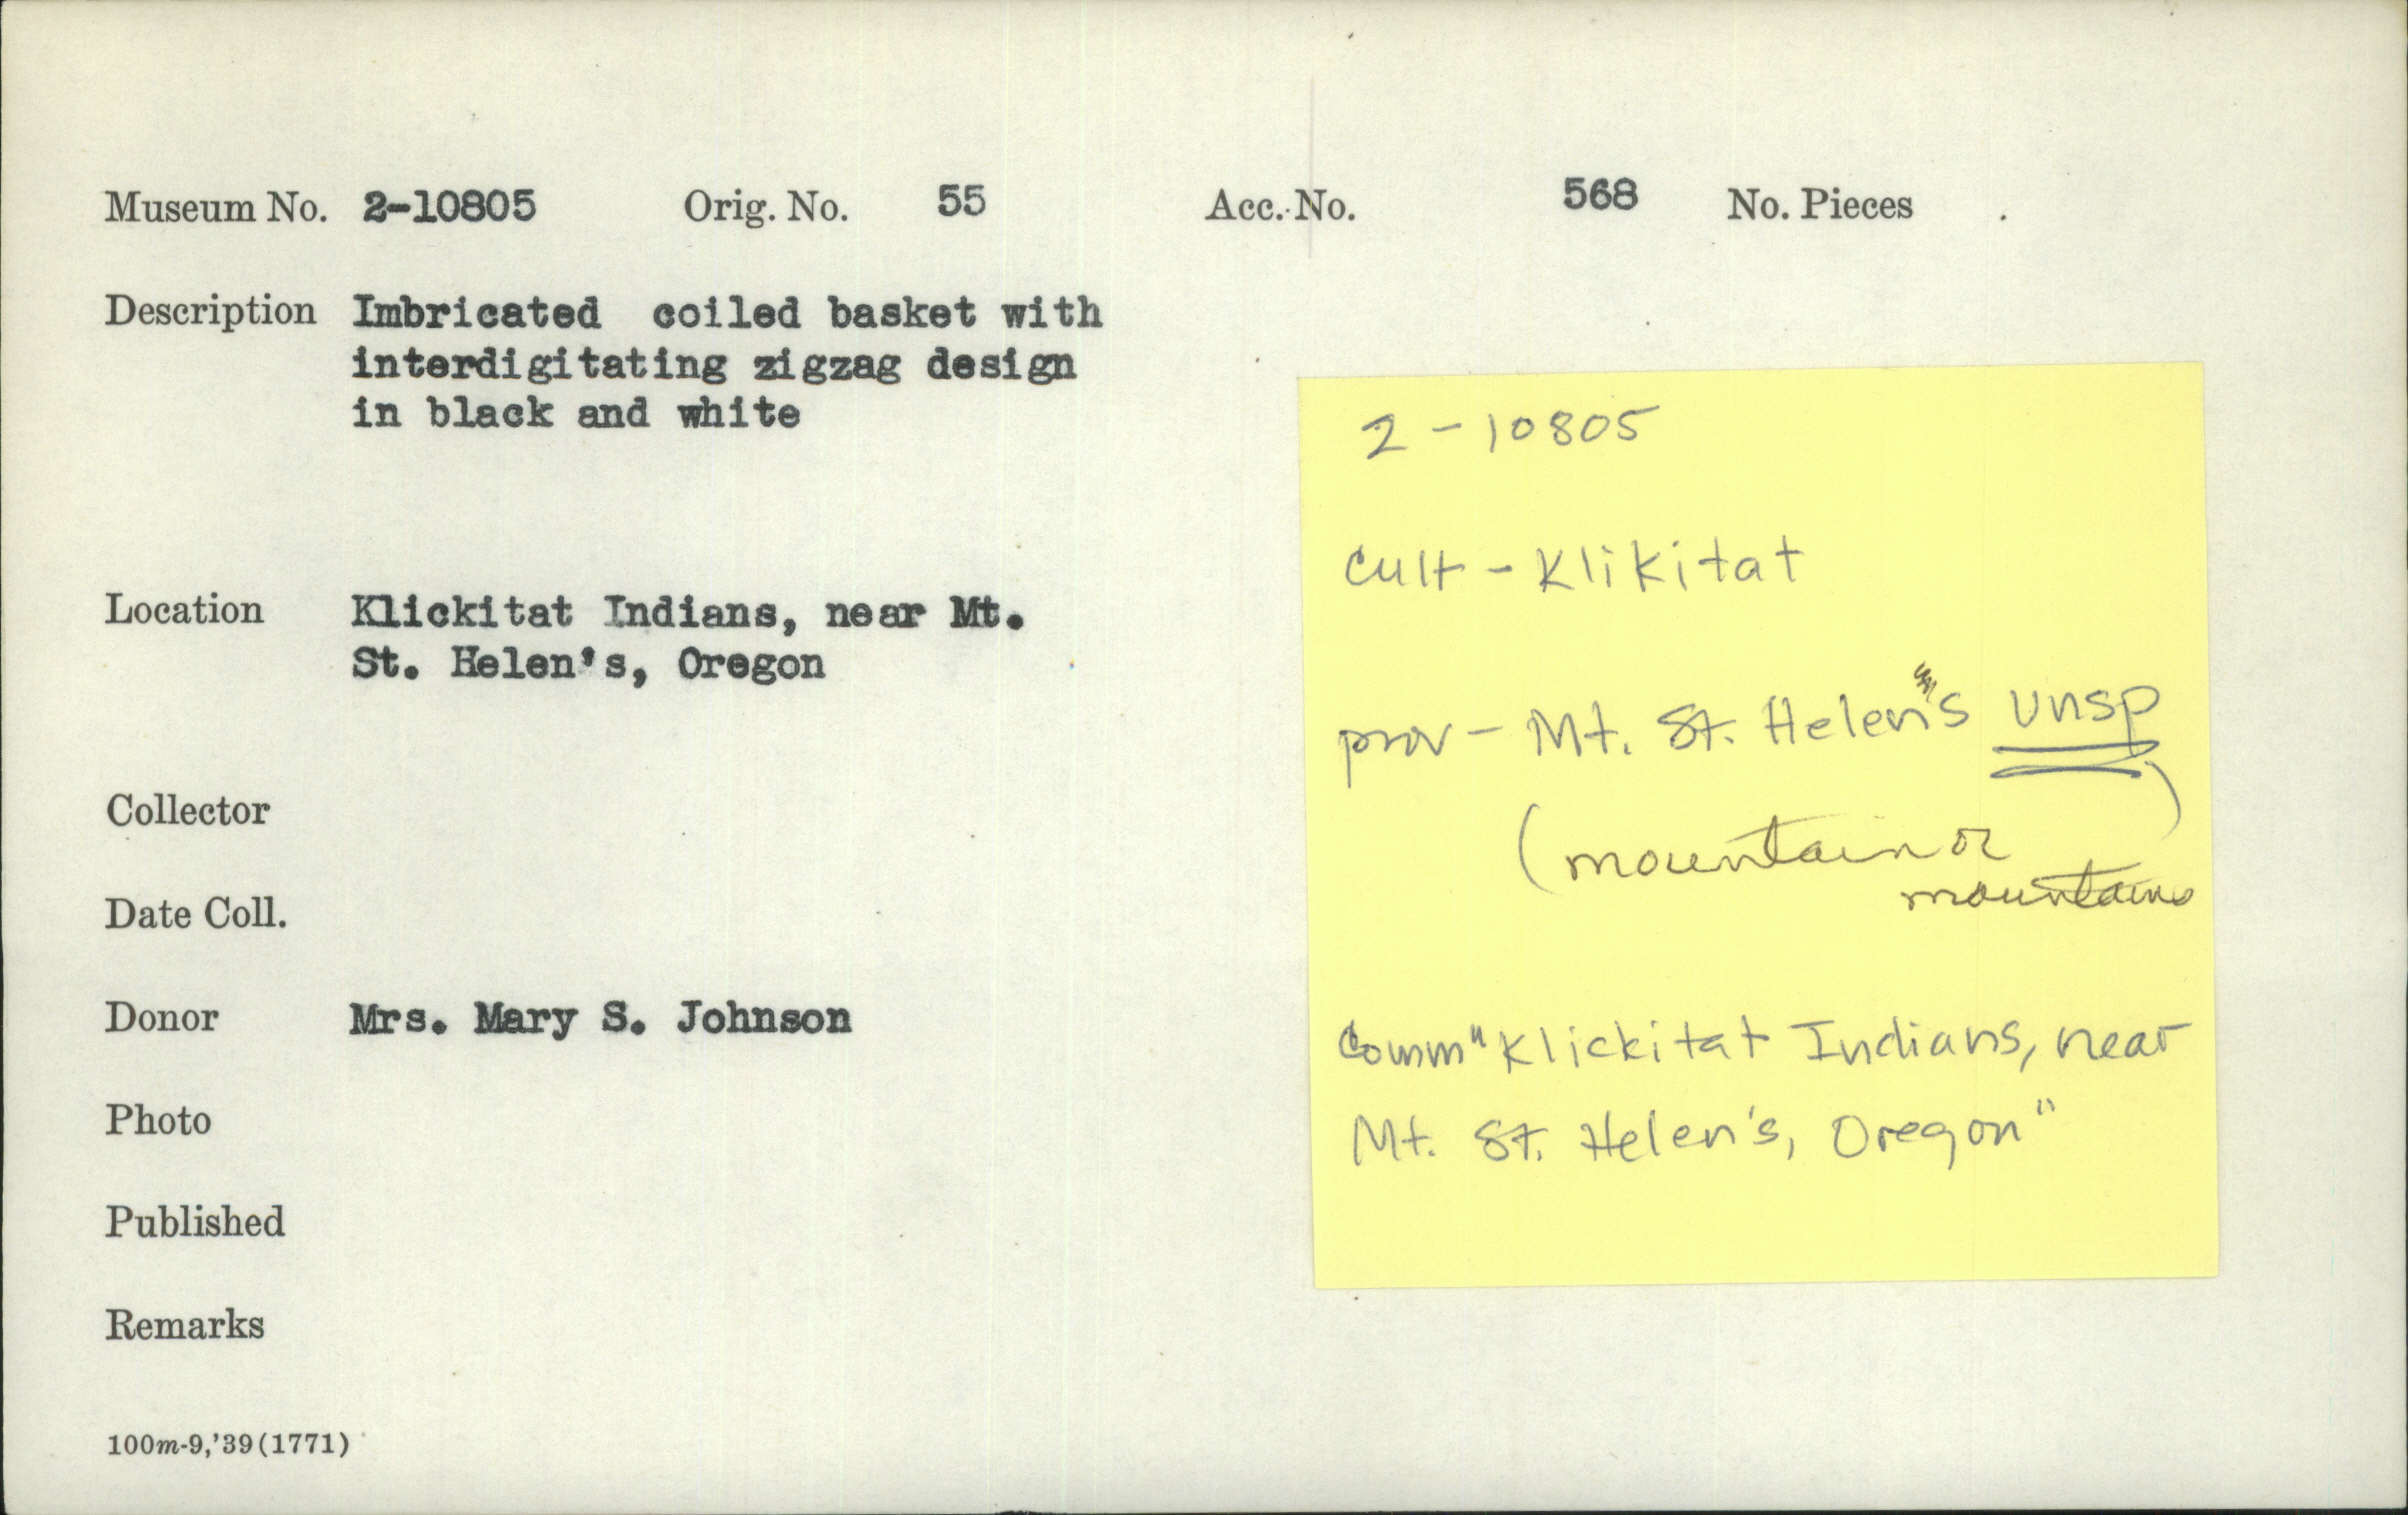 Museum No. 2-10805 Orig. No. 55 Acc. No. 568 No. Pieces
Description Imbricated coiled basket with
interdigitating zigzag design
in black and white
Location Klickitat Indians, near Mt.
St. Helen's, Oregon
Collector
Date Coll.
Donor Mrs. Mary S. Johnson
Photo
Published
Remarks
100m-9,'39(1771)
2-10805
Cult - Klikitat
prov - Mt. St. Helen's unsp
(mountain or
mountains)
Comm "Klickitat Indians, near
Mt. St. Helen's, Oregon"